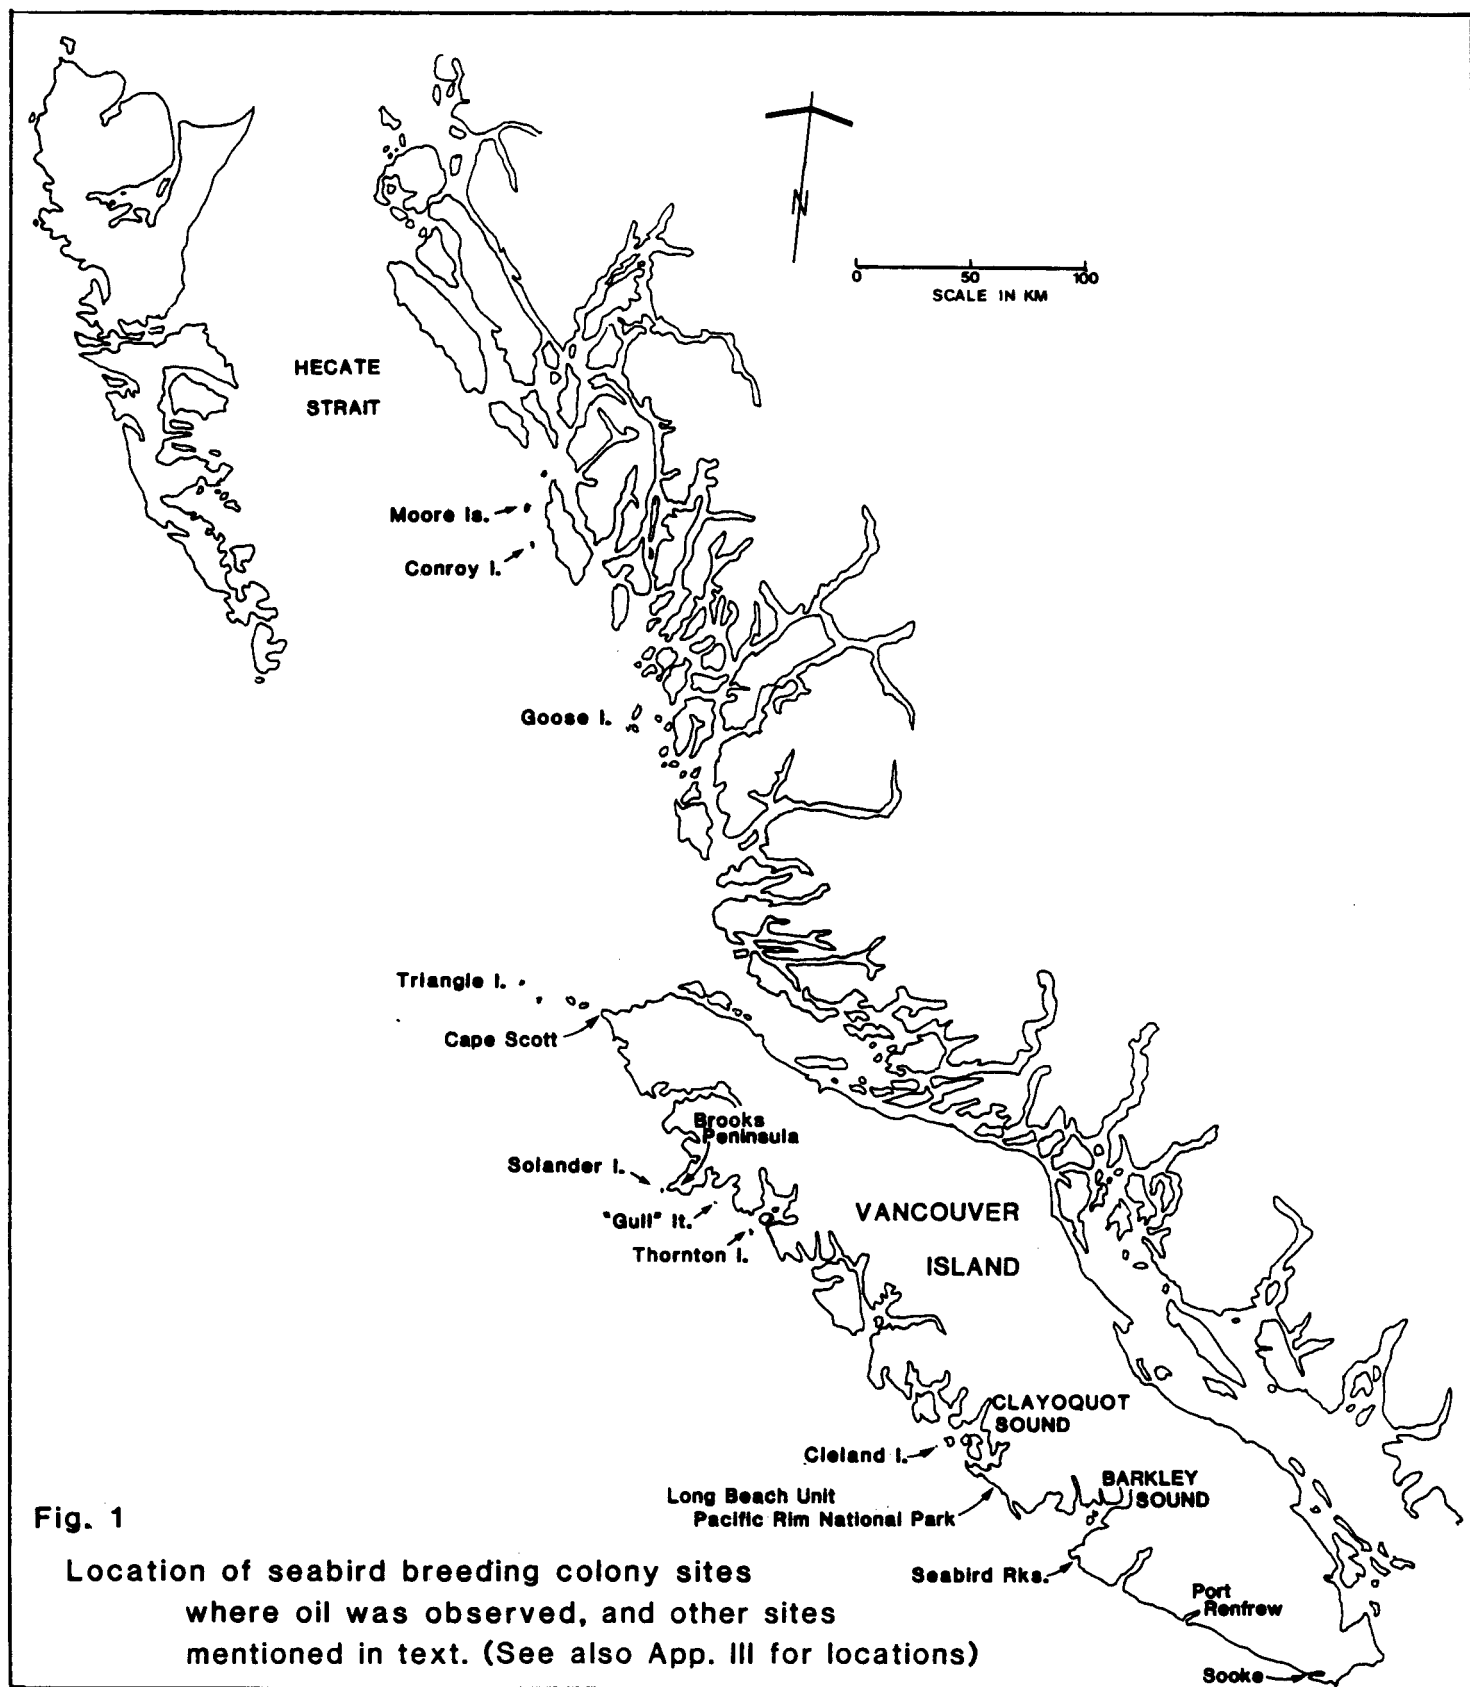 N
0 50 100
SCALE IN KM
HECATE
STRAIT
Moore Is.
Conroy I.
Goose I.
Triangle I.
Cape Scott
Brooks
Peninsula
Solander I.
"Gull" It.
Thornton I.
VANCOUVER
ISLAND
CLAYOQUOT
SOUND
Cleland I.
Long Beach Unit
Pacific Rim National Park
BARKLEY
SOUND
Seabird Rks.
Port
Renfrew
Sooke
Fig. 1
Location of seabird breeding colony sites
where oil was observed, and other sites
mentioned in text. (See also App. III for locations)